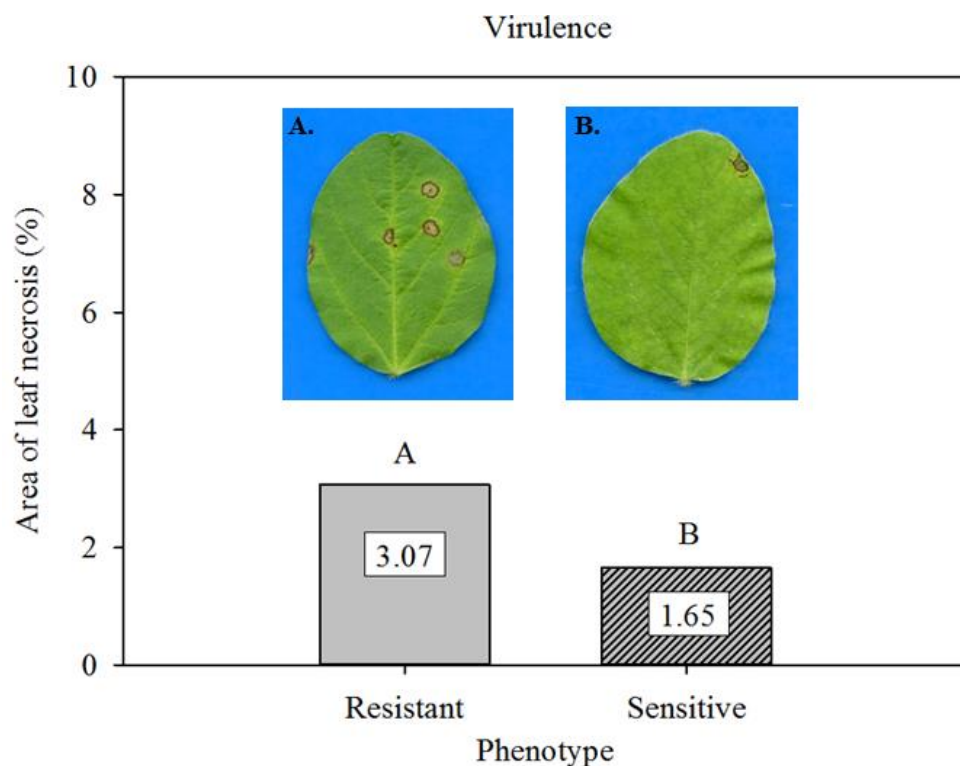 Virulence
10
8
6
4
2
0
Area of leaf necrosis (%)
A.
B.
A
3.07
B
1.65
Resistant
Sensitive
Phenotype